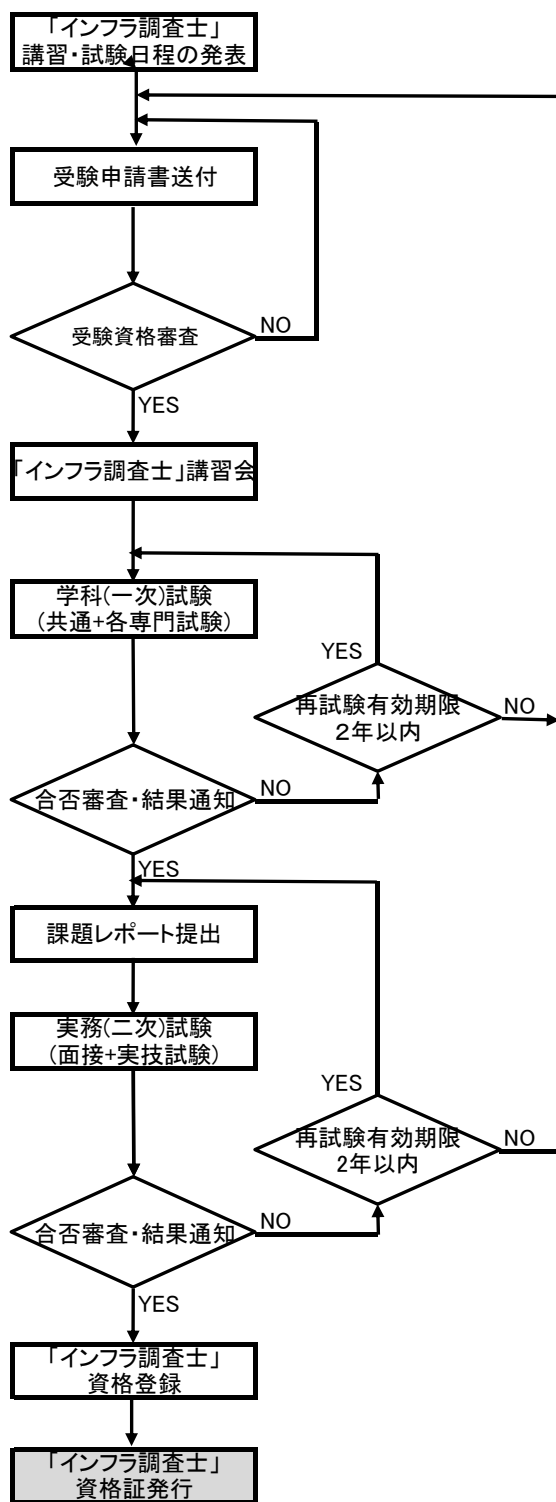 「インフラ調査士」
講習・試験日程の発表
受験申請書送付
受験資格審査
NO
YES
「インフラ調査士」講習会
学科(一次)試験
(共通+各専門試験)
YES
再試験有効期限
２年以内
NO
合否審査・結果通知
NO
YES
課題レポート提出
実務(二次)試験
(面接+実技試験)
YES
再試験有効期限
2年以内
NO
合否審査・結果通知
NO
YES
「インフラ調査士」
資格登録
「インフラ調査士」
資格証発行